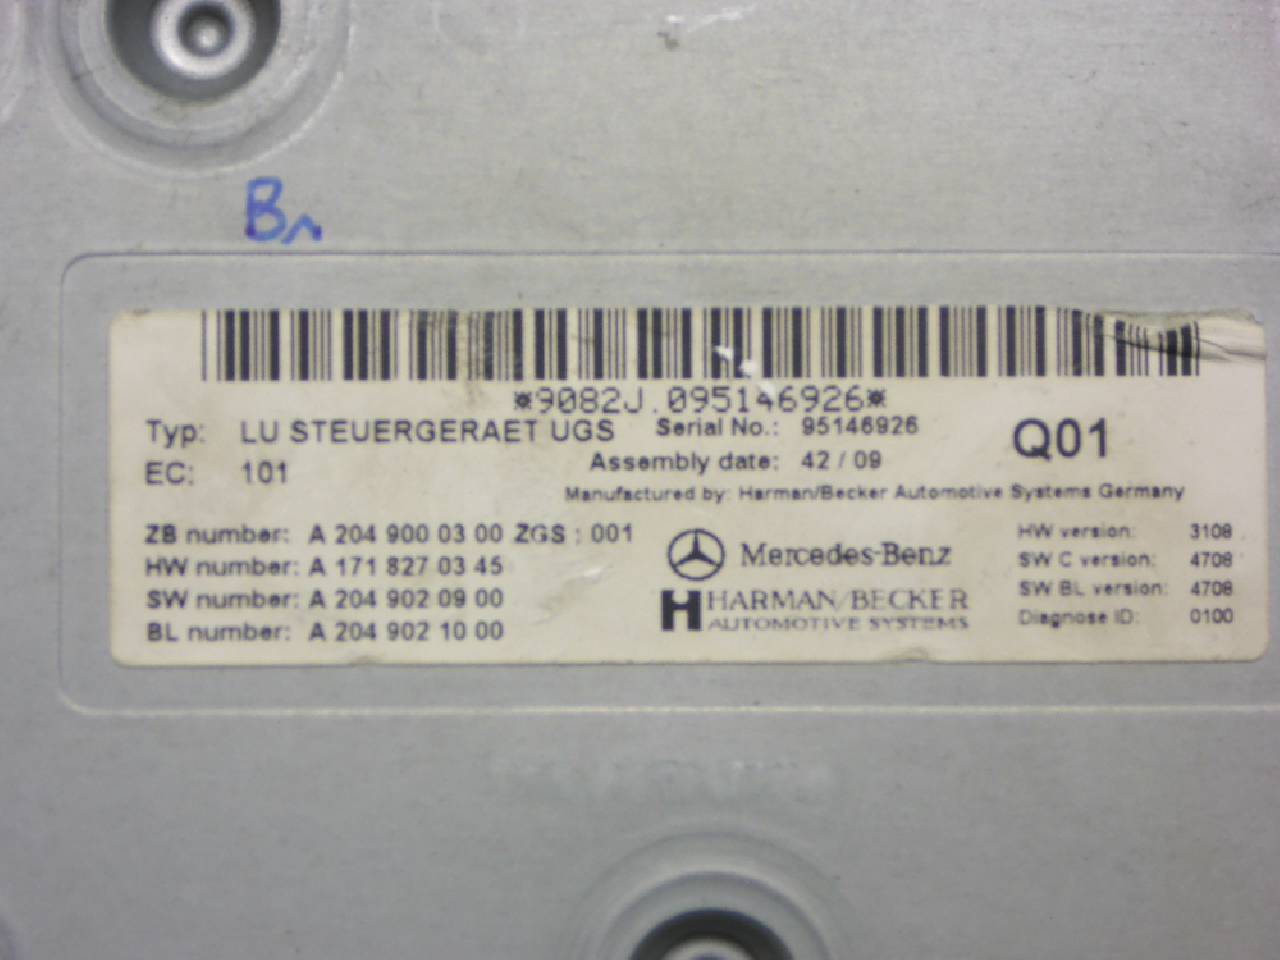 *9082J.095146926*
Typ: LU STEUERGERAET UGS Serial No.: 95146926 Q01
EC: 101 Assembly date: 42 / 09
Manufactured by: Harman/Becker Automotive Systems Germany
ZB number: A 204 900 03 00 ZGS : 001
HW number: A 171 827 03 45
SW number: A 204 902 09 00
BL number: A 204 902 10 00
Mercedes-Benz
HARMAN/BECKER
AUTOMOTIVE SYSTEMS
HW version: 3108
SW C version: 4708
SW BL version: 4708
Diagnose ID: 0100